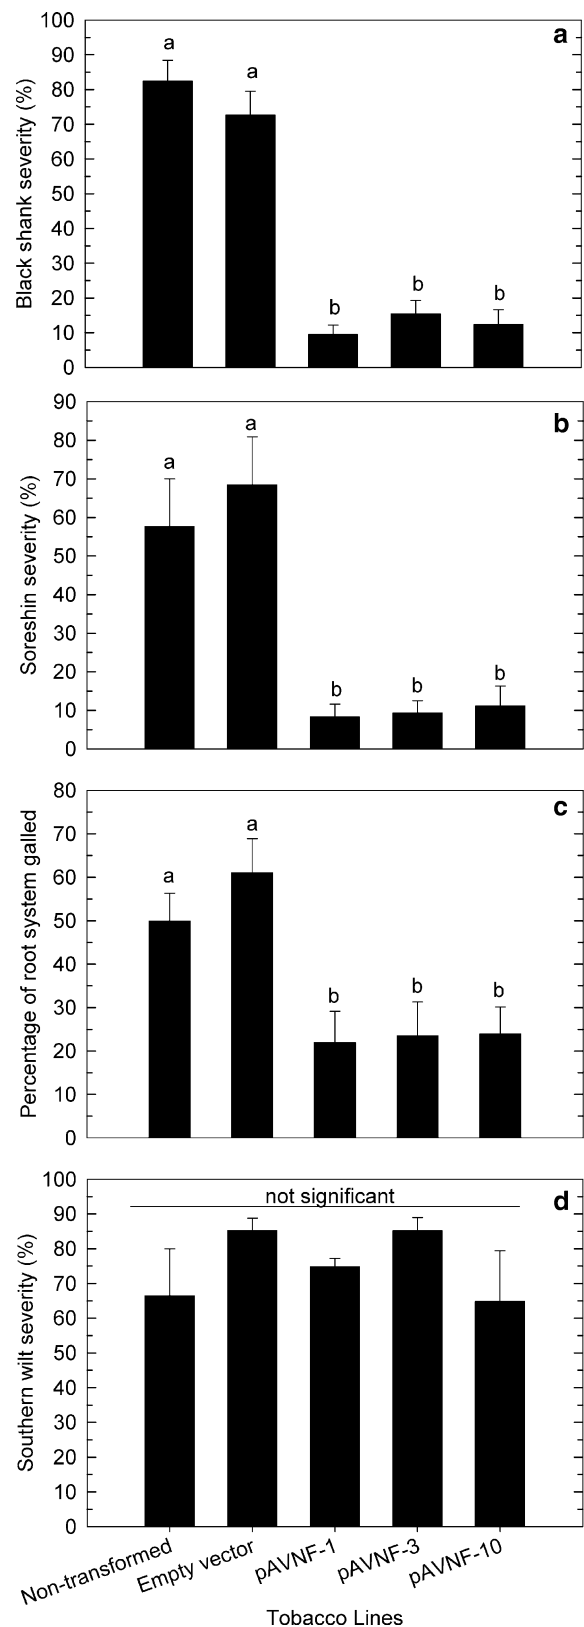 a
Black shank severity (%)
100
90
80
70
60
50
40
30
20
10
0
a
a
b
b
b
b
Soreshin severity (%)
90
80
70
60
50
40
30
20
10
0
a
a
b
b
b
c
Percentage of root system galled
80
70
60
50
40
30
20
10
0
a
a
b
b
b
d
Southern wilt severity (%)
100
90
80
70
60
50
40
30
20
10
0
not significant
Non-transformed
Empty vector
pAVNF-1
pAVNF-3
pAVNF-10
Tobacco Lines